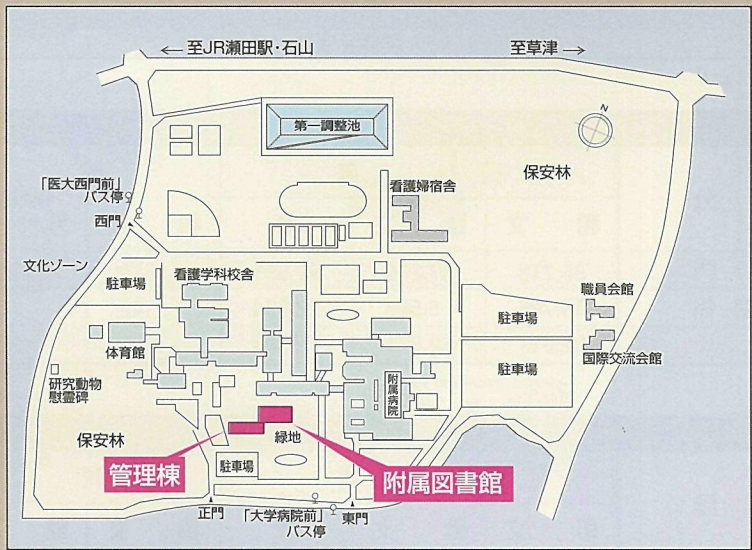 ← 至JR瀬田駅・石山
至草津 →
第一調整池
N
保安林
「医大西門前」
バス停
西門
看護婦宿舎
文化ゾーン
駐車場
看護学科校舎
職員会館
駐車場
体育館
駐車場
国際交流会館
研究動物
慰霊碑
附属病院
保安林
緑地
管理棟
駐車場
附属図書館
正門
「大学病院前」
バス停
東門